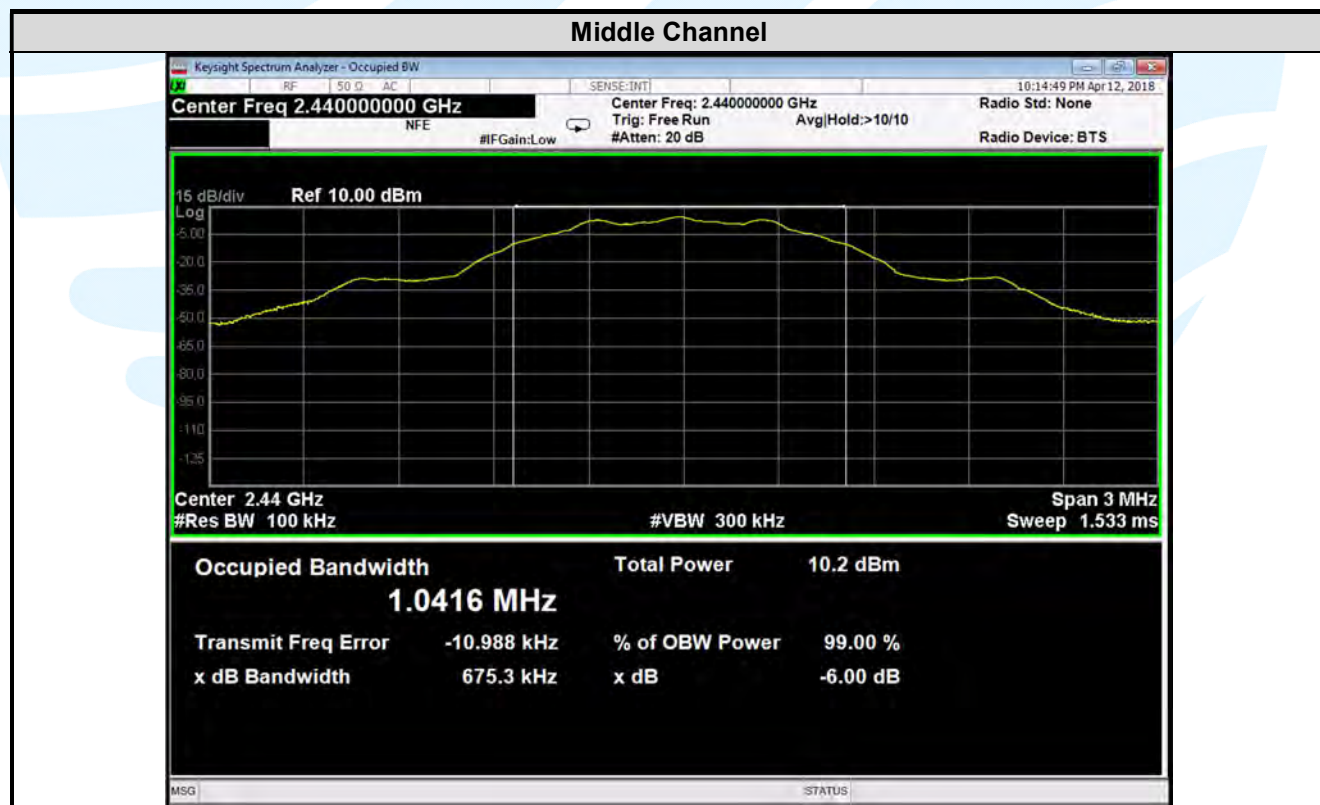 Middle Channel
Keysight Spectrum Analyzer - Occupied BW
LXI RF 50 Ω AC SENSE:INT 10:14:49 PM Apr 12, 2018
Center Freq 2.440000000 GHz Center Freq: 2.440000000 GHz Radio Std: None
NFE Trig: Free Run Avg|Hold:>10/10
#IFGain:Low #Atten: 20 dB Radio Device: BTS
15 dB/div Ref 10.00 dBm
Log
-5.00
-20.0
-35.0
-50.0
-65.0
-80.0
-95.0
-110
-125
Center 2.44 GHz Span 3 MHz
#Res BW 100 kHz #VBW 300 kHz Sweep 1.533 ms
Occupied Bandwidth Total Power 10.2 dBm
1.0416 MHz
Transmit Freq Error -10.988 kHz % of OBW Power 99.00 %
x dB Bandwidth 675.3 kHz x dB -6.00 dB
MSG STATUS